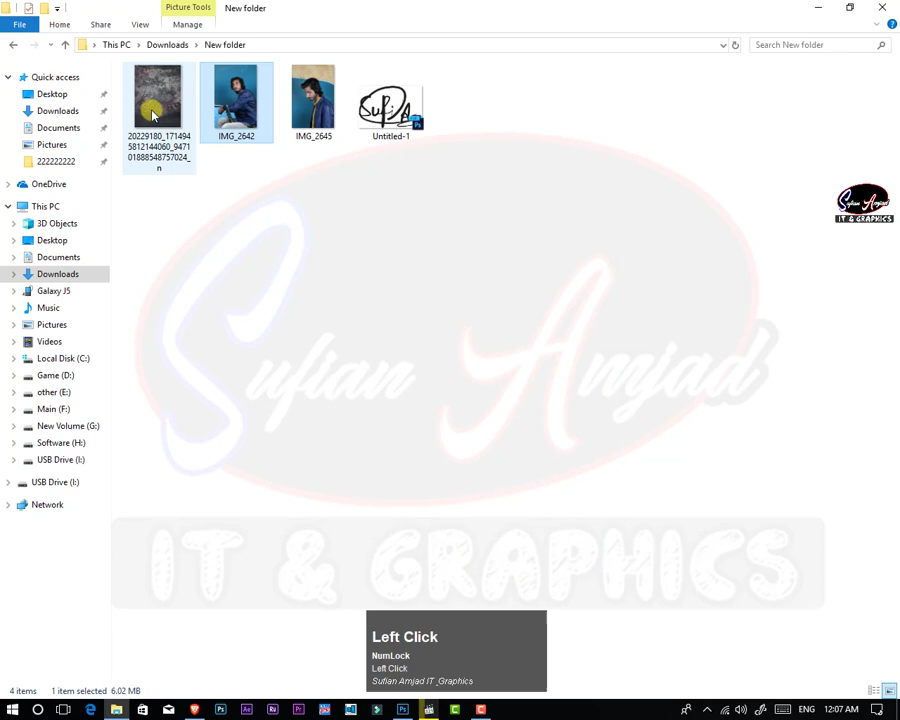 Picture Tools
New folder
File
Home
Share
View
Manage
This PC
Downloads
New folder
Search New folder
Quick access
Desktop
Downloads
Documents
Pictures
222222222
OneDrive
This PC
3D Objects
Desktop
Documents
Downloads
Galaxy J5
Music
Pictures
Videos
Local Disk (C:)
Game (D:)
other (E:)
Main (F:)
New Volume (G:)
Software (H:)
USB Drive (I:)
USB Drive (I:)
Network
20229180_171494
5812144060_9471
01888548757024_
n
IMG_2642
IMG_2645
Untitled-1
Sufian Amjad
IT & GRAPHICS
Sufian Amjad
IT & GRAPHICS
Left Click
NumLock
Left Click
Sufian Amjad IT_Graphics
4 items
1 item selected
6.02 MB
ENG
12:07 AM